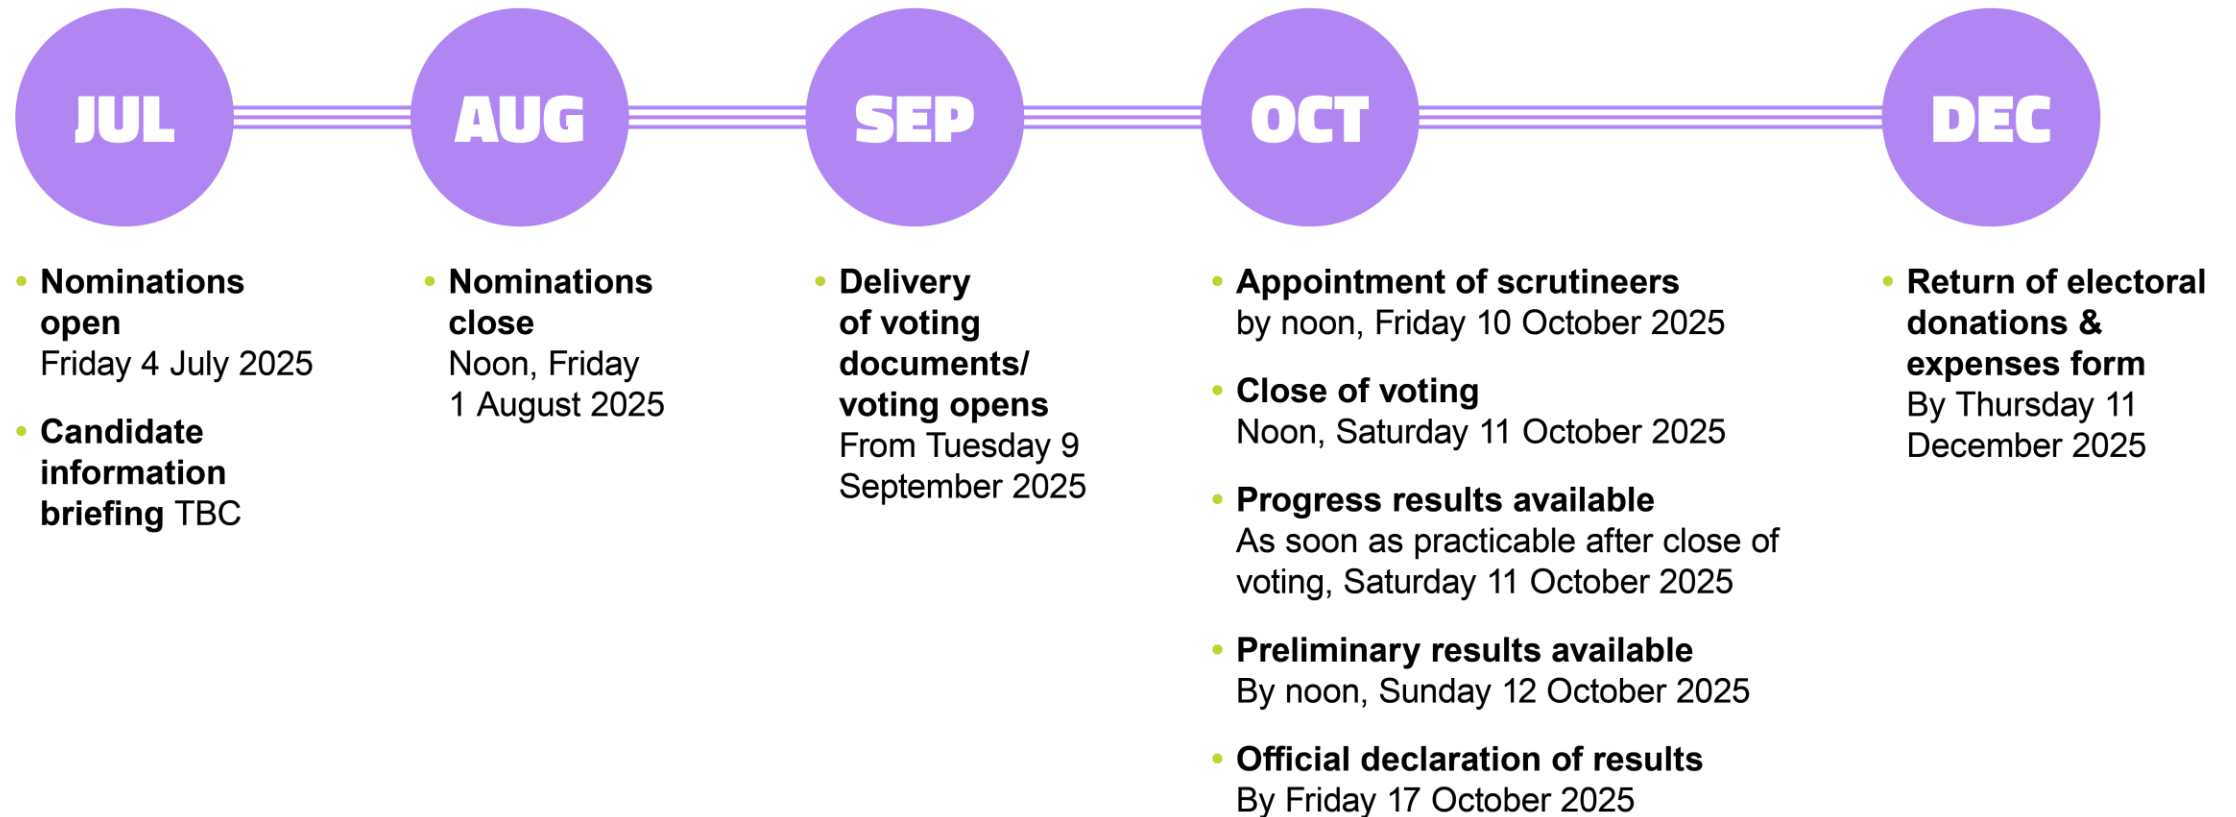 JUL
AUG
SEP
OCT
DEC
• Nominations
open
Friday 4 July 2025
• Candidate
information
briefing TBC
• Nominations
close
Noon, Friday
1 August 2025
• Delivery
of voting
documents/
voting opens
From Tuesday 9
September 2025
• Appointment of scrutineers
by noon, Friday 10 October 2025
• Close of voting
Noon, Saturday 11 October 2025
• Progress results available
As soon as practicable after close of
voting, Saturday 11 October 2025
• Preliminary results available
By noon, Sunday 12 October 2025
• Official declaration of results
By Friday 17 October 2025
• Return of electoral
donations &
expenses form
By Thursday 11
December 2025